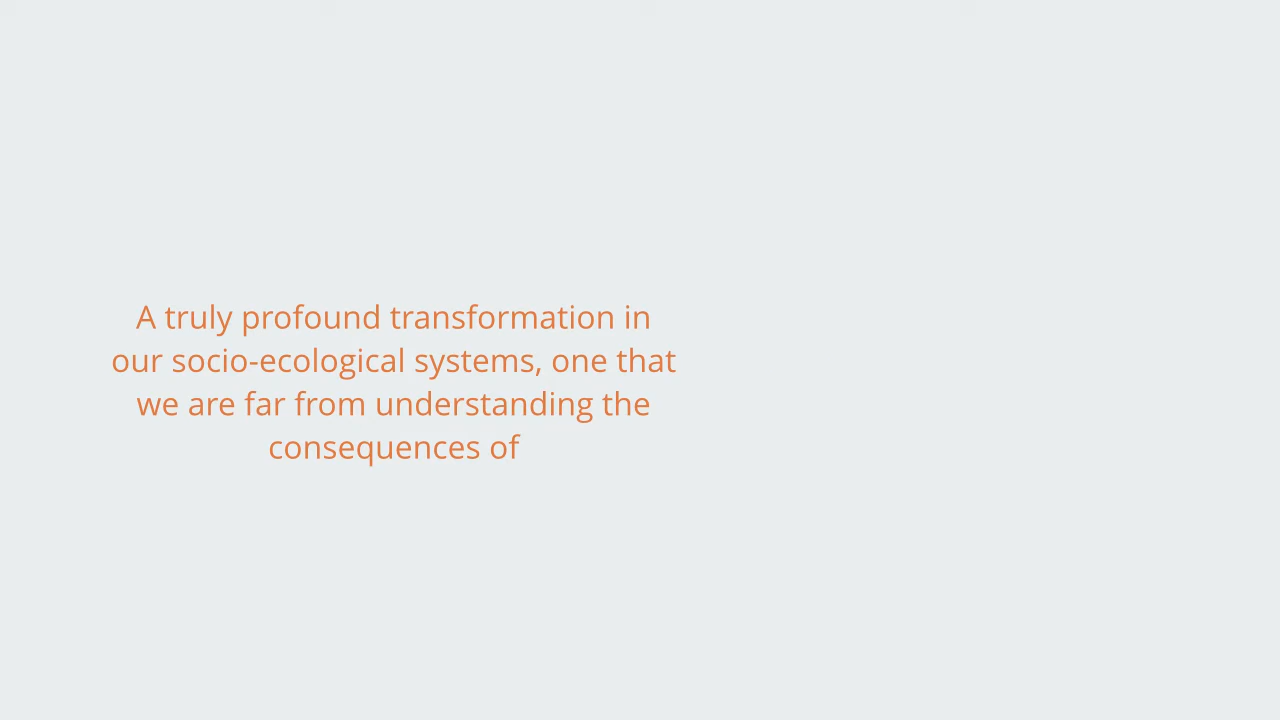 A truly profound transformation in
our socio-ecological systems, one that
we are far from understanding the
consequences of